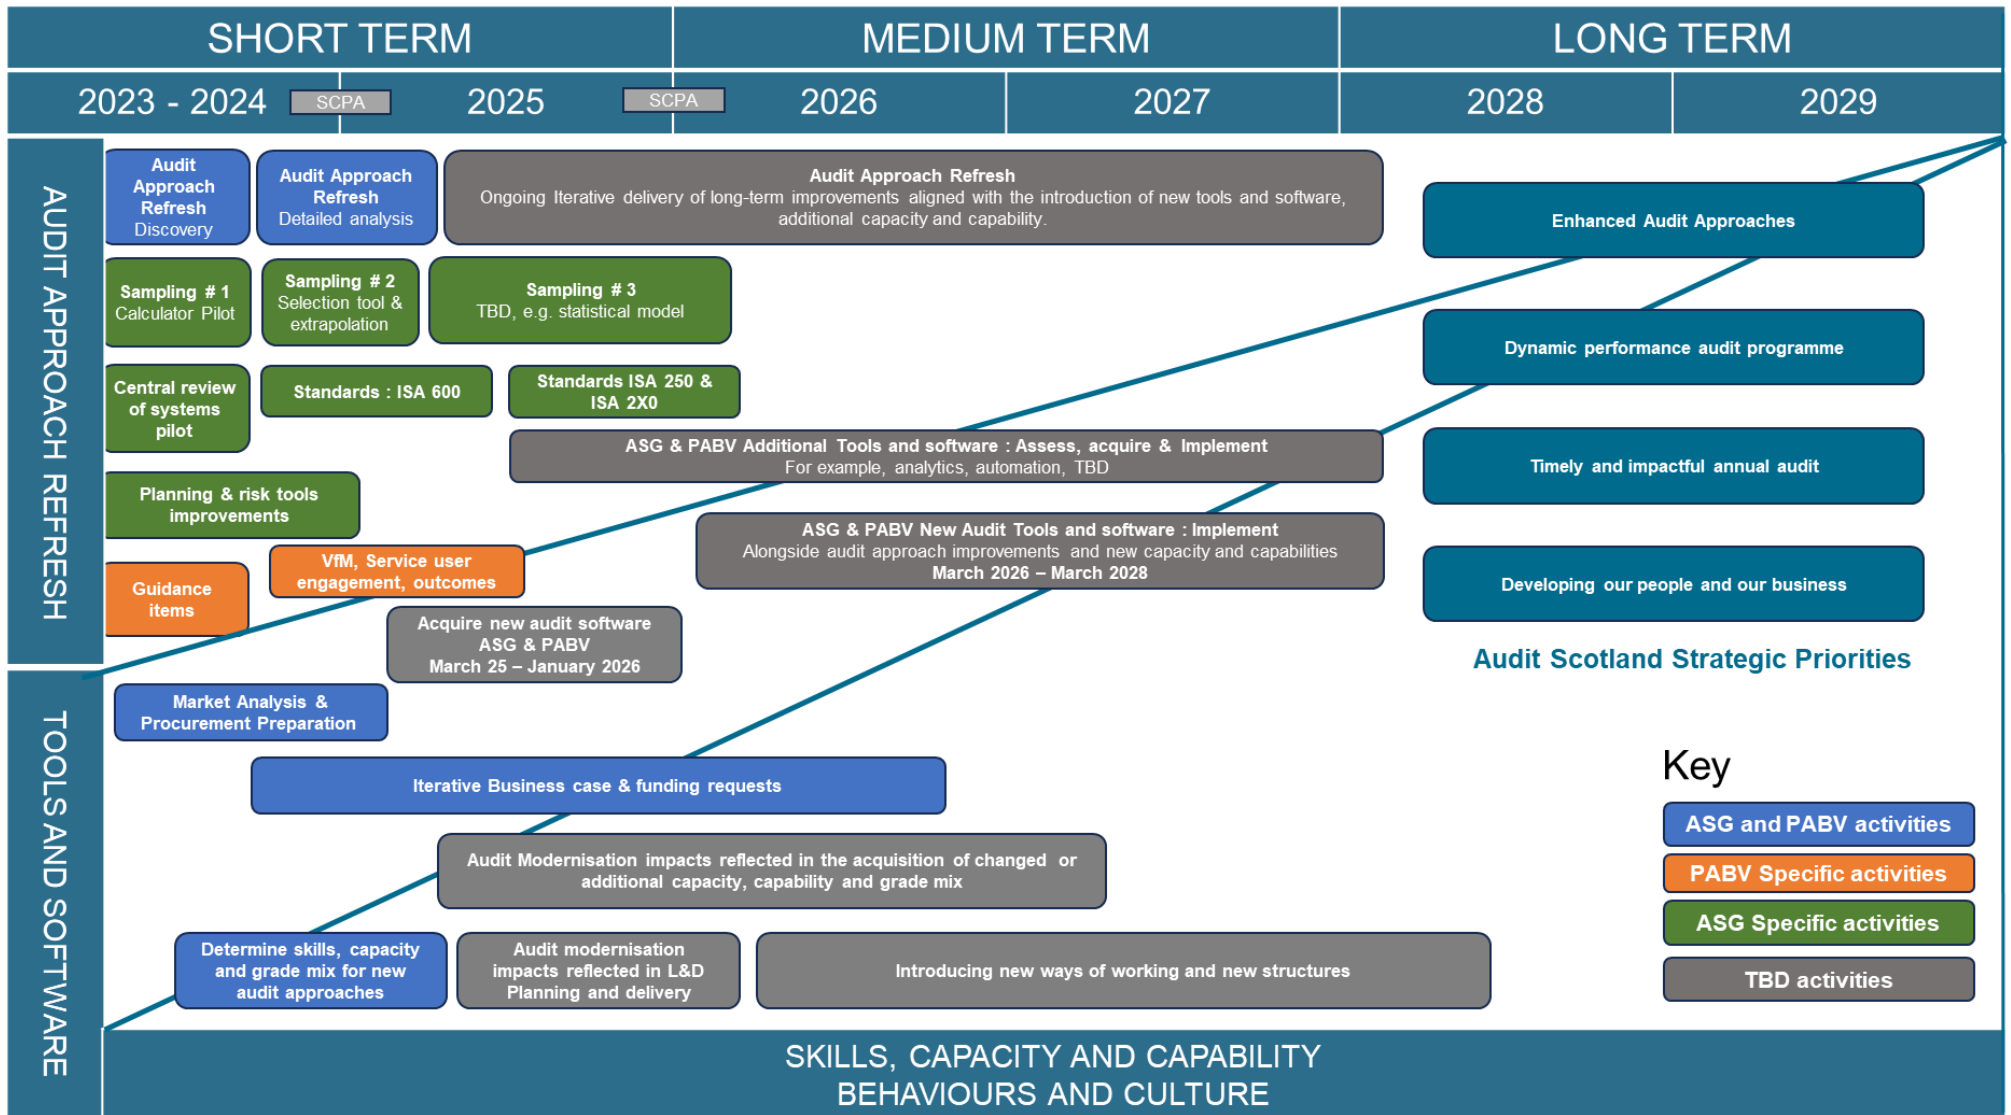 SHORT TERM
MEDIUM TERM
LONG TERM
2023 - 2024
SCPA
2025
SCPA
2026
2027
2028
2029
AUDIT APPROACH REFRESH
Audit
Approach
Refresh
Discovery
Audit Approach
Refresh
Detailed analysis
Audit Approach Refresh
Ongoing Iterative delivery of long-term improvements aligned with the introduction of new tools and software,
additional capacity and capability.
Enhanced Audit Approaches
Sampling # 1
Calculator Pilot
Sampling # 2
Selection tool &
extrapolation
Sampling # 3
TBD, e.g. statistical model
Dynamic performance audit programme
Central review
of systems
pilot
Standards : ISA 600
Standards ISA 250 &
ISA 2X0
ASG & PABV Additional Tools and software : Assess, acquire & Implement
For example, analytics, automation, TBD
Timely and impactful annual audit
Planning & risk tools
improvements
ASG & PABV New Audit Tools and software : Implement
Alongside audit approach improvements and new capacity and capabilities
March 2026 – March 2028
VfM, Service user
engagement, outcomes
Guidance
items
Developing our people and our business
Acquire new audit software
ASG & PABV
March 25 – January 2026
Audit Scotland Strategic Priorities
TOOLS AND SOFTWARE
Market Analysis &
Procurement Preparation
Iterative Business case & funding requests
Audit Modernisation impacts reflected in the acquisition of changed or
additional capacity, capability and grade mix
Determine skills, capacity
and grade mix for new
audit approaches
Audit modernisation
impacts reflected in L&D
Planning and delivery
Introducing new ways of working and new structures
Key
ASG and PABV activities
PABV Specific activities
ASG Specific activities
TBD activities
SKILLS, CAPACITY AND CAPABILITY
BEHAVIOURS AND CULTURE